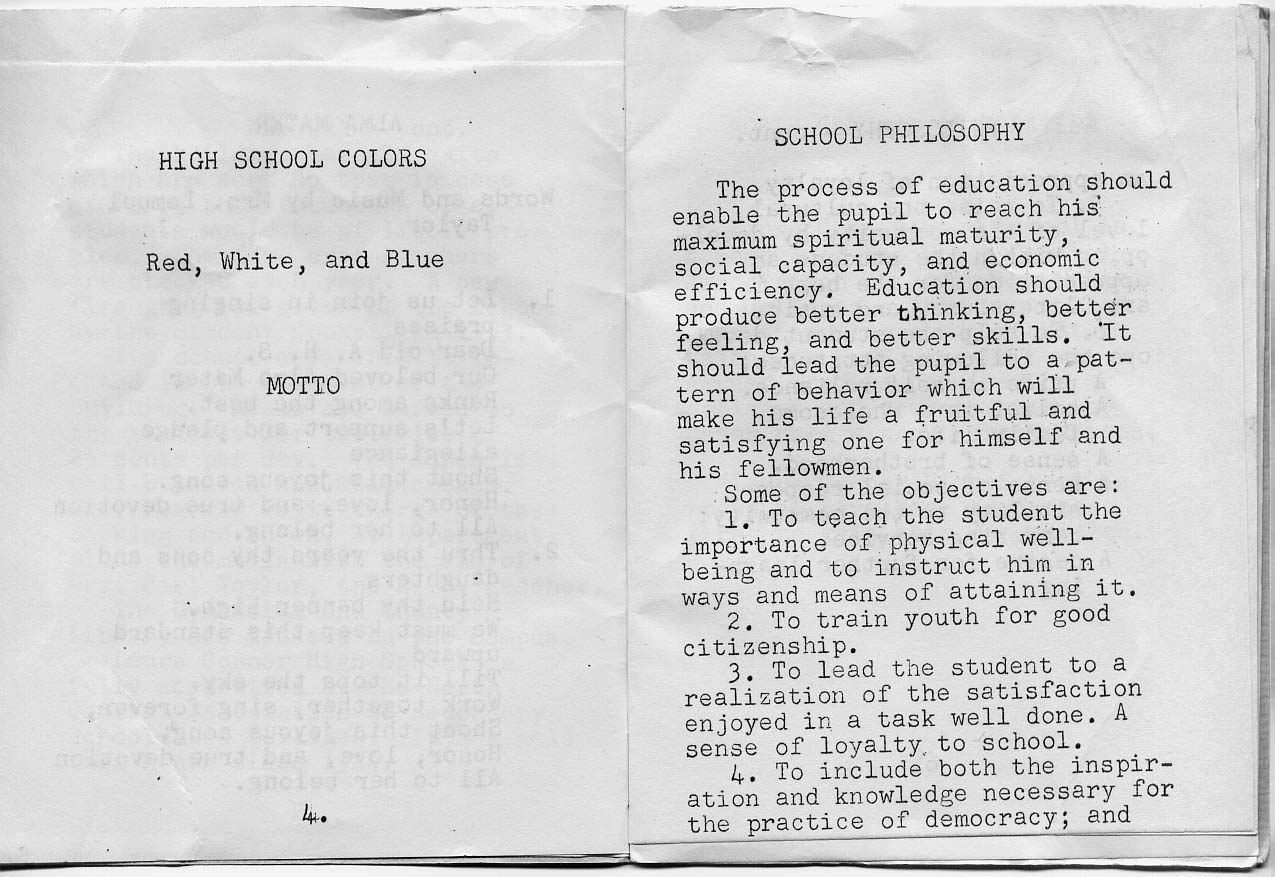 HIGH SCHOOL COLORS
Red, White, and Blue
MOTTO
4.
SCHOOL PHILOSOPHY
The process of education should
enable the pupil to reach his
maximum spiritual maturity,
social capacity, and economic
efficiency. Education should
produce better thinking, better
feeling, and better skills. It
should lead the pupil to a pat-
tern of behavior which will
make his life a fruitful and
satisfying one for himself and
his fellowmen.
Some of the objectives are:
1. To teach the student the
importance of physical well-
being and to instruct him in
ways and means of attaining it.
2. To train youth for good
citizenship.
3. To lead the student to a
realization of the satisfaction
enjoyed in a task well done. A
sense of loyalty to school.
4. To include both the inspir-
ation and knowledge necessary for
the practice of democracy; and